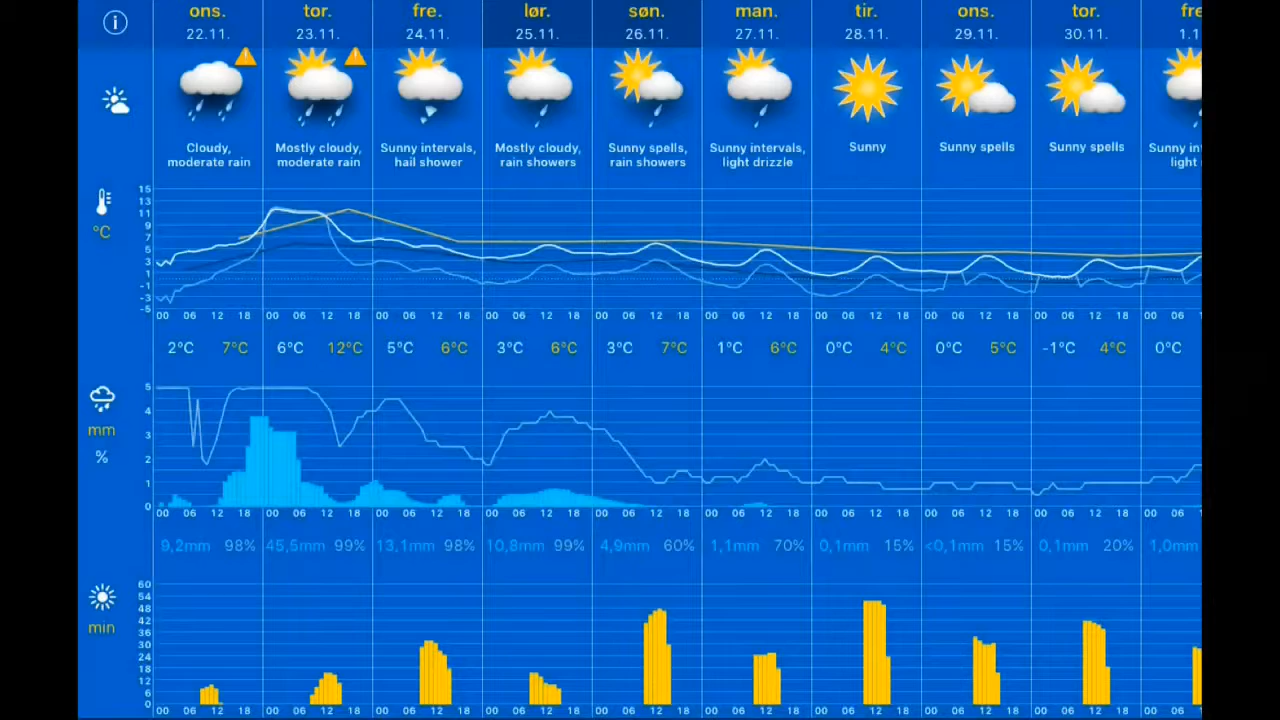 i
ons.
tor.
fre.
lør.
søn.
man.
tir.
ons.
tor.
fre
22.11.
23.11.
24.11.
25.11.
26.11.
27.11.
28.11.
29.11.
30.11.
1.1
Clody,
moderate rain
Mostly cloudy,
moderate rain
Sunny intervals,
hail shower
Mostly cloudy,
rain showers
Sunny spells,
rain showers
Sunny intervals,
light drizzle
Sunny
Sunny spells
Sunny spells
Sunny in
light
°C
15
13
11
9
7
5
3
1
-1
-3
-5
00 06 12 18 00 06 12 18 00 06 12 18 00 06 12 18 00 06 12 18 00 06 12 18 00 06 12 18 00 06 12 18 00 06 12 18 00 06 1
2°C 7°C 6°C 12°C 5°C 6°C 3°C 6°C 3°C 7°C 1°C 6°C 0°C 4°C 0°C 5°C -1°C 4°C 0°C
mm
%
5
4
3
2
1
0
00 06 12 18 00 06 12 18 00 06 12 18 00 06 12 18 00 06 12 18 00 06 12 18 00 06 12 18 00 06 12 18 00 06 12 18 00 06 1
9,2mm 98% 45,5mm 99% 13,1mm 98% 10,8mm 99% 4,9mm 60% 1,1mm 70% 0,1mm 15% <0,1mm 15% 0,1mm 20% 1,0mm
min
60
54
48
42
36
30
24
18
12
6
0
00 06 12 18 00 06 12 18 00 06 12 18 00 06 12 18 00 06 12 18 00 06 12 18 00 06 12 18 00 06 12 18 00 06 12 18 00 06 1